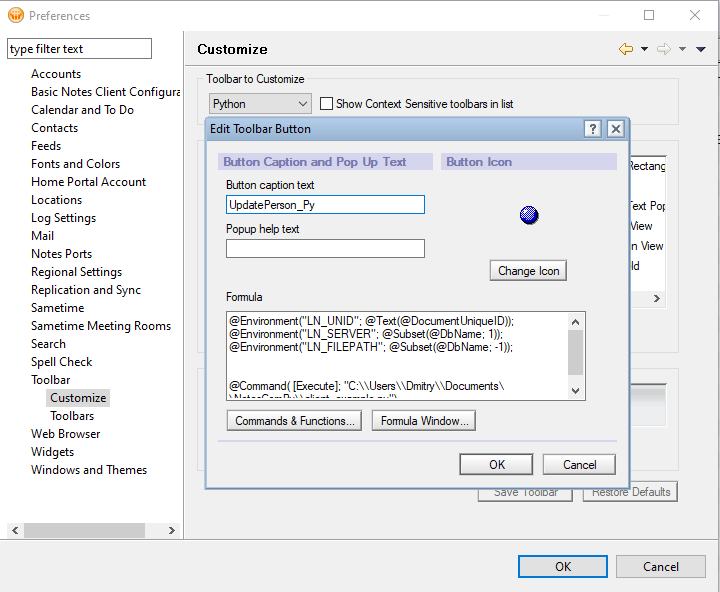 Preferences
type filter text
Accounts
Basic Notes Client Configura
Calendar and To Do
Contacts
Feeds
Fonts and Colors
Home Portal Account
Locations
Log Settings
Mail
Notes Ports
Regional Settings
Replication and Sync
Sametime
Sametime Meeting Rooms
Search
Spell Check
Toolbar
Customize
Toolbars
Web Browser
Widgets
Windows and Themes
Customize
Toolbar to Customize
Python
Show Context Sensitive toolbars in list
Edit Toolbar Button
?
Button Caption and Pop Up Text
Button Icon
Button caption text
UpdatePerson_Py
Popup help text
Change Icon
Formula
@Environment("LN_UNID"; @Text(@DocumentUniqueID));
@Environment("LN_SERVER"; @Subset(@DbName; 1));
@Environment("LN_FILEPATH"; @Subset(@DbName; -1));
@Command( [Execute]; "C:\\Users\\Dmitry\\Documents\
\NotesComPy\\client_example.py")
Commands & Functions...
Formula Window...
OK
Cancel
Rectang
Text Pop
View
n View
ld
Save Toolbar
Restore Defaults
OK
Cancel